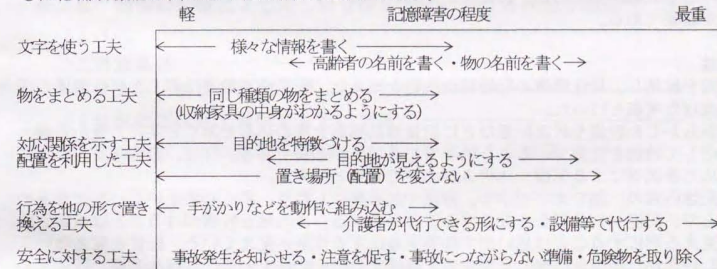 軽 記憶障害の程度 最重
文字を使う工夫 様々な情報を書く
高齢者の名前を書く・物の名前を書く
物をまとめる工夫 同じ種類の物をまとめる
(収納家具の中身がわかるようにする)
対応関係を示す工夫 目的地を特徴づける
配置を利用した工夫 目的地が見えるようにする
置き場所(配置)を変えない
行為を他の形で置き 手がかりなどを動作に組み込む
換える工夫 介護者が代行できる形にする・設備等で代行する
安全に対する工夫 事故発生を知らせる・注意を促す・事故につながらない準備・危険物を取り除く